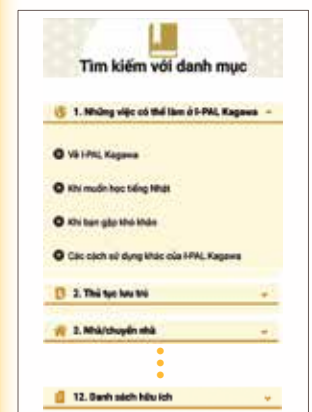 Tìm kiếm với danh mục
1. Những việc có thể làm ở I-PAL Kagawa
Về I-PAL Kagawa
Khi muốn học tiếng Nhật
Khi bạn gặp khó khăn
Các cách sử dụng khác của I-PAL Kagawa
2. Thủ tục lưu trú
3. Nhà/chuyển nhà
12. Danh sách hữu ích